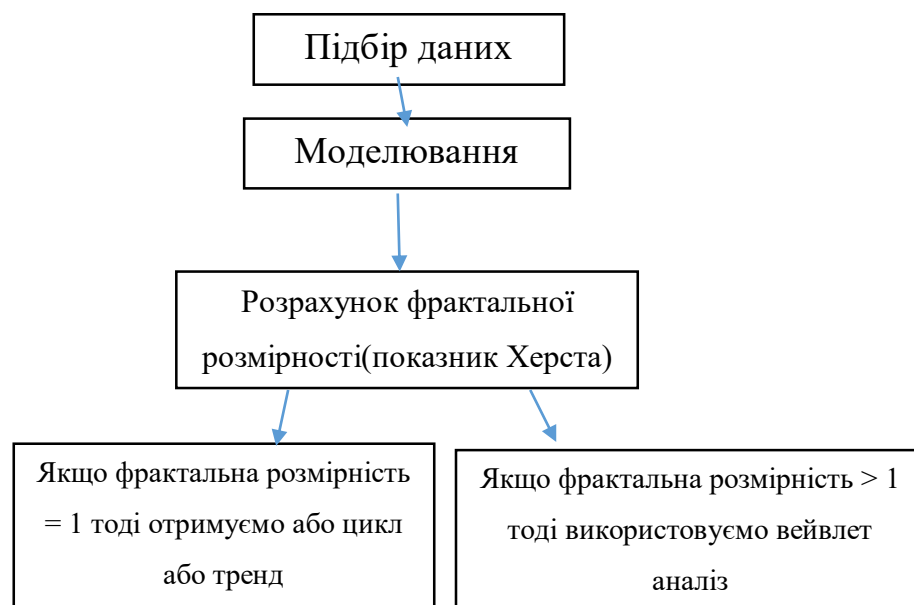 Підбір даних
Моделювання
Розрахунок фрактальної
розмірності(показник Херста)
Якщо фрактальна розмірність
= 1 тоді отримуємо або цикл
або тренд
Якщо фрактальна розмірність > 1
тоді використовуємо вейвлет
аналіз